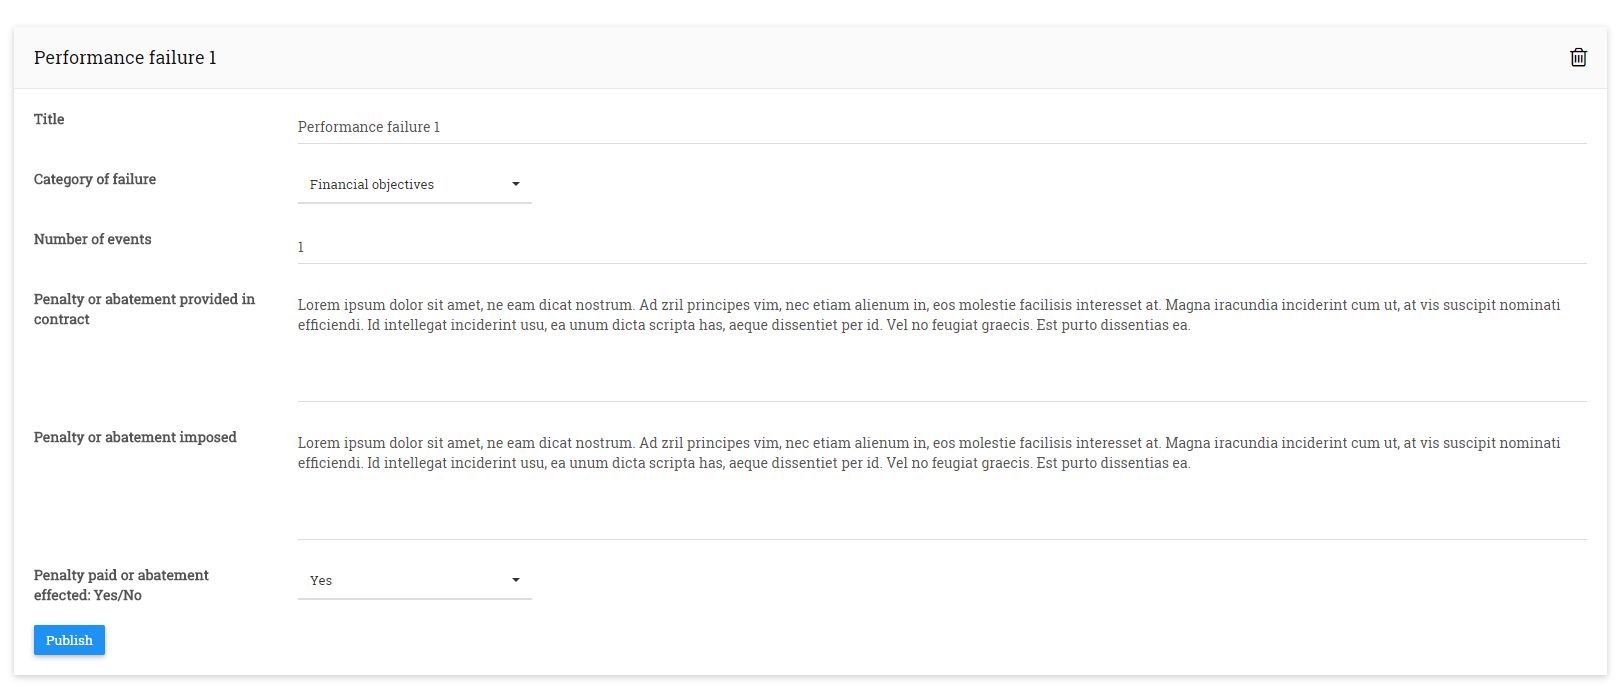 Performance failure 1
Title
Performance failure 1
Category of failure
Financial objectives
Number of events
1
Penalty or abatement provided in
contract
Lorem ipsum dolor sit amet, ne eam dicat nostrum. Ad zril principes vim, nec etiam alienum in, eos molestie facilisis interesset at. Magna iracundia inciderint cum ut, at vis suscipit nominati
efficiendi. Id intellegat inciderint usu, ea unum dicta scripta has, aeque dissentiet per id. Vel no feugiat graecis. Est purto dissentias ea.
Penalty or abatement imposed
Lorem ipsum dolor sit amet, ne eam dicat nostrum. Ad zril principes vim, nec etiam alienum in, eos molestie facilisis interesset at. Magna iracundia inciderint cum ut, at vis suscipit nominati
efficiendi. Id intellegat inciderint usu, ea unum dicta scripta has, aeque dissentiet per id. Vel no feugiat graecis. Est purto dissentias ea.
Penalty paid or abatement
effected: Yes/No
Yes
Publish